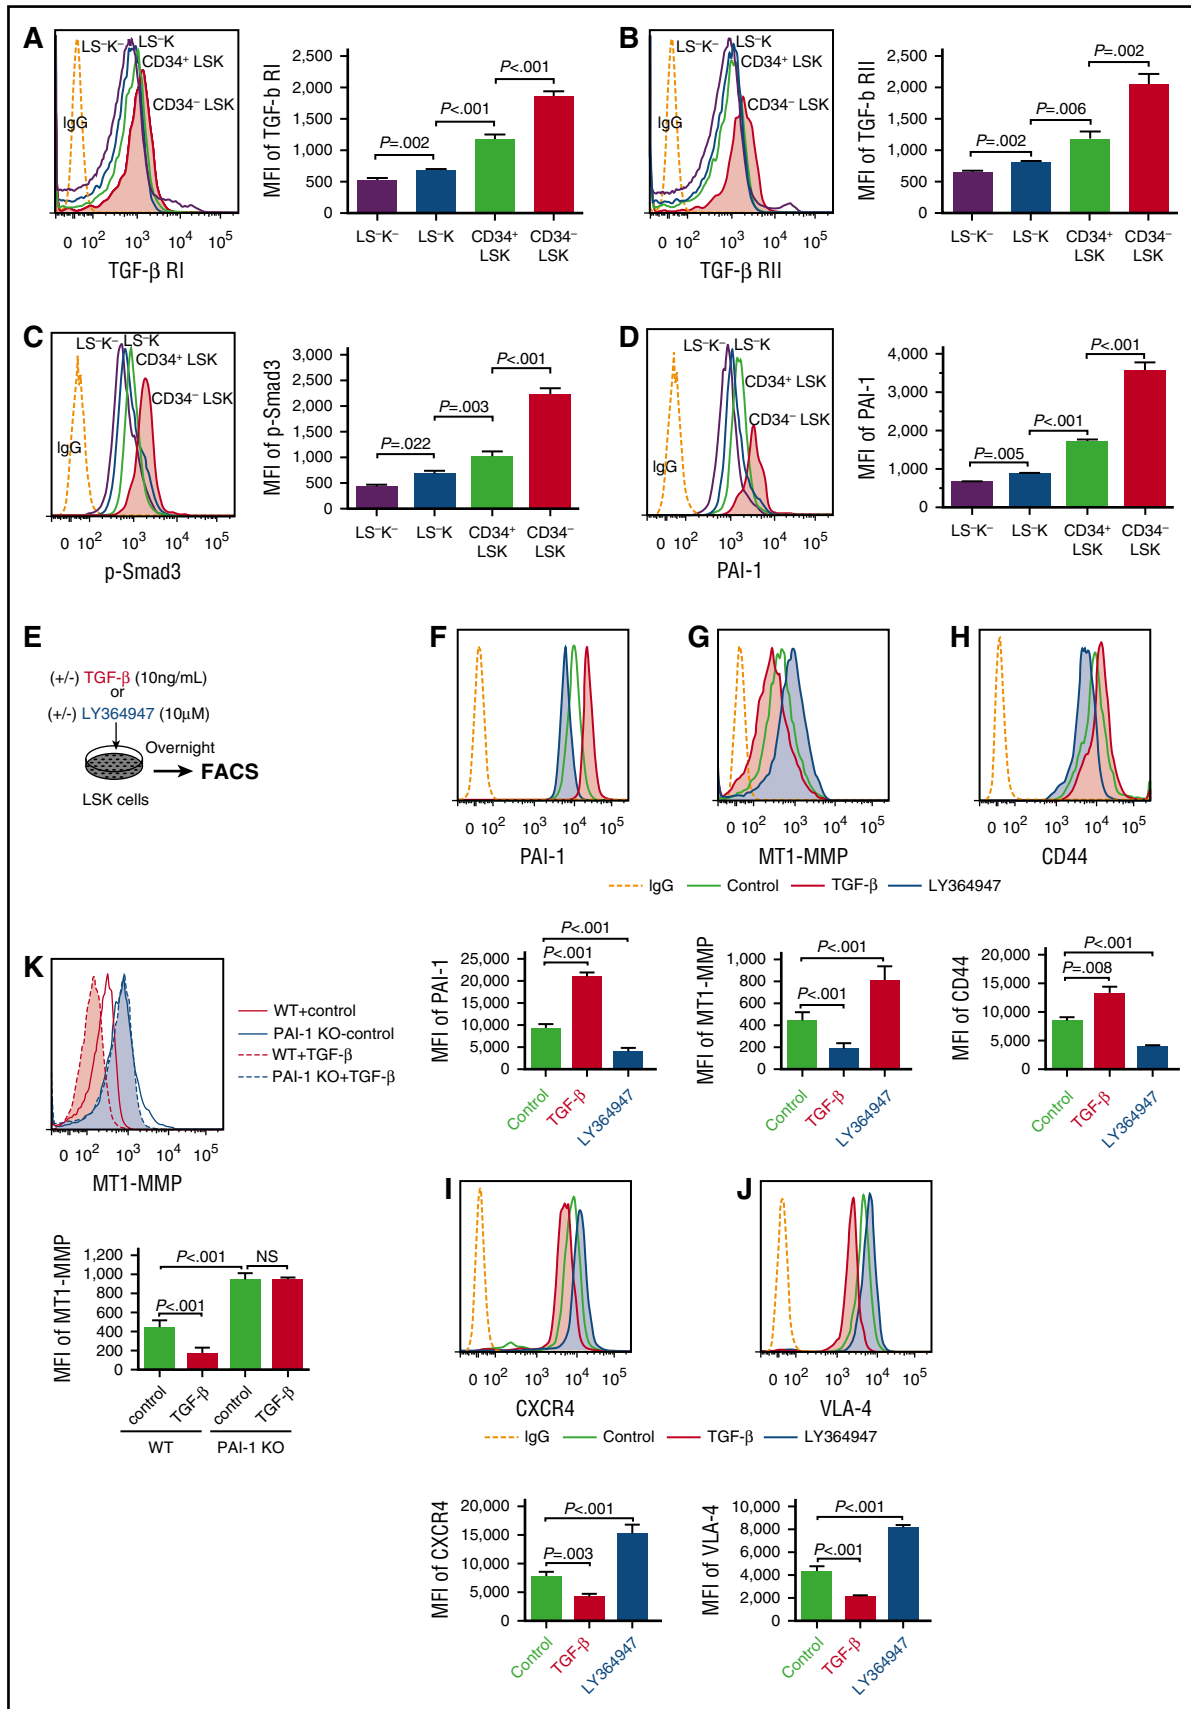 A
LS⁻K⁻
LS⁻K
CD34⁺ LSK
CD34⁻ LSK
IgG
0 10² 10³ 10⁴ 10⁵
TGF-β RI
MFI of TGF-b RI
2,500
2,000
1,500
1,000
500
0
P=.002
P<.001
P<.001
LS⁻K⁻ LS⁻K CD34⁺ LSK CD34⁻ LSK
B
LS⁻K⁻
LS⁻K
CD34⁺ LSK
CD34⁻ LSK
IgG
0 10² 10³ 10⁴ 10⁵
TGF-β RII
MFI of TGF-b RII
2,500
2,000
1,500
1,000
500
0
P=.002
P=.006
P=.002
LS⁻K⁻ LS⁻K CD34⁺ LSK CD34⁻ LSK
C
LS⁻K⁻
LS⁻K
CD34⁺ LSK
CD34⁻ LSK
IgG
0 10² 10³ 10⁴ 10⁵
p-Smad3
MFI of p-Smad3
3,000
2,500
2,000
1,500
1,000
500
0
P=.022
P=.003
P<.001
LS⁻K⁻ LS⁻K CD34⁺ LSK CD34⁻ LSK
D
LS⁻K⁻
LS⁻K
CD34⁺ LSK
CD34⁻ LSK
IgG
0 10² 10³ 10⁴ 10⁵
PAI-1
MFI of PAI-1
4,000
3,000
2,000
1,000
0
P=.005
P<.001
P<.001
LS⁻K⁻ LS⁻K CD34⁺ LSK CD34⁻ LSK
E
(+/-) TGF-β (10ng/mL)
or
(+/-) LY364947 (10μM)
Overnight
FACS
LSK cells
F
0 10² 10³ 10⁴ 10⁵
PAI-1
G
0 10² 10³ 10⁴ 10⁵
MT1-MMP
H
0 10² 10³ 10⁴ 10⁵
CD44
IgG Control TGF-β LY364947
MFI of PAI-1
25,000
20,000
15,000
10,000
5,000
0
P<.001
P<.001
Control TGF-β LY364947
MFI of MT1-MMP
1,000
800
600
400
200
0
P<.001
P<.001
Control TGF-β LY364947
MFI of CD44
20,000
15,000
10,000
5,000
0
P<.001
P=.008
Control TGF-β LY364947
K
WT+control
PAI-1 KO-control
WT+TGF-β
PAI-1 KO+TGF-β
0 10² 10³ 10⁴ 10⁵
MT1-MMP
MFI of MT1-MMP
1,200
1,000
800
600
400
200
0
P<.001
NS
P<.001
control TGF-β control TGF-β
WT PAI-1 KO
I
0 10² 10³ 10⁴ 10⁵
CXCR4
J
0 10² 10³ 10⁴ 10⁵
VLA-4
IgG Control TGF-β LY364947
MFI of CXCR4
20,000
15,000
10,000
5,000
0
P<.001
P=.003
Control TGF-β LY364947
MFI of VLA-4
10,000
8,000
6,000
4,000
2,000
0
P<.001
P<.001
Control TGF-β LY364947